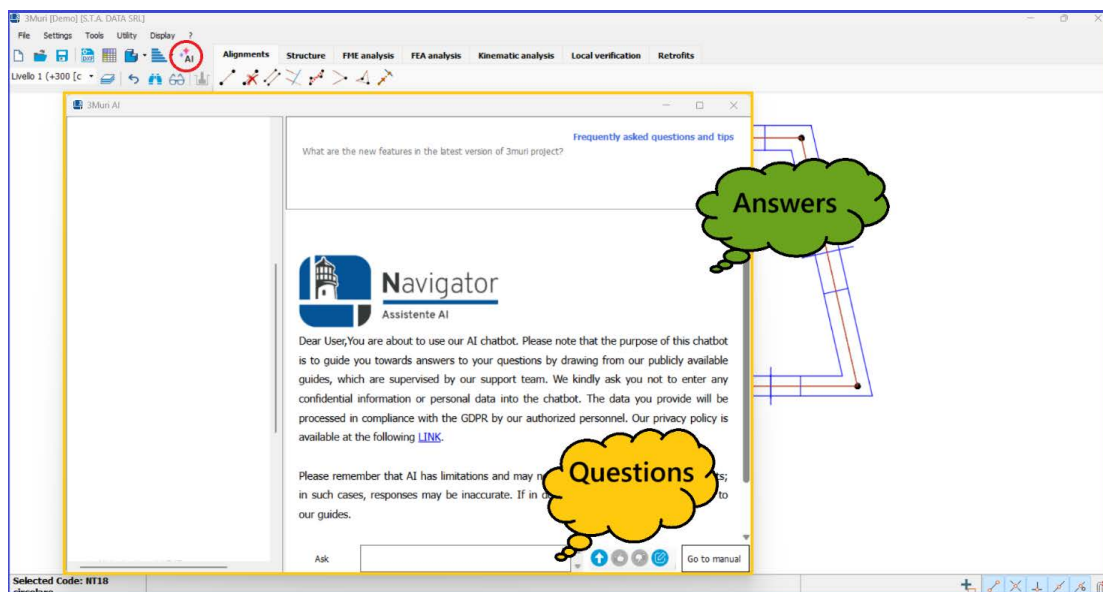 3Muri [Demo] [S.T.A. DATA SRL]
File Settings Tools Utility Display ?
DXF AI
Alignments Structure FME analysis FEA analysis Kinematic analysis Local verification Retrofits
Livello 1 (+300 [c
3Muri AI
Frequently asked questions and tips
What are the new features in the latest version of 3muri project?
Answers
Navigator
Assistente AI
Dear User,You are about to use our AI chatbot. Please note that the purpose of this chatbot
is to guide you towards answers to your questions by drawing from our publicly available
guides, which are supervised by our support team. We kindly ask you not to enter any
confidential information or personal data into the chatbot. The data you provide will be
processed in compliance with the GDPR by our authorized personnel. Our privacy policy is
available at the following LINK.
Please remember that AI has limitations and may
in such cases, responses may be inaccurate. If in to
our guides.
Questions
Ask
Go to manual
Selected Code: NT18